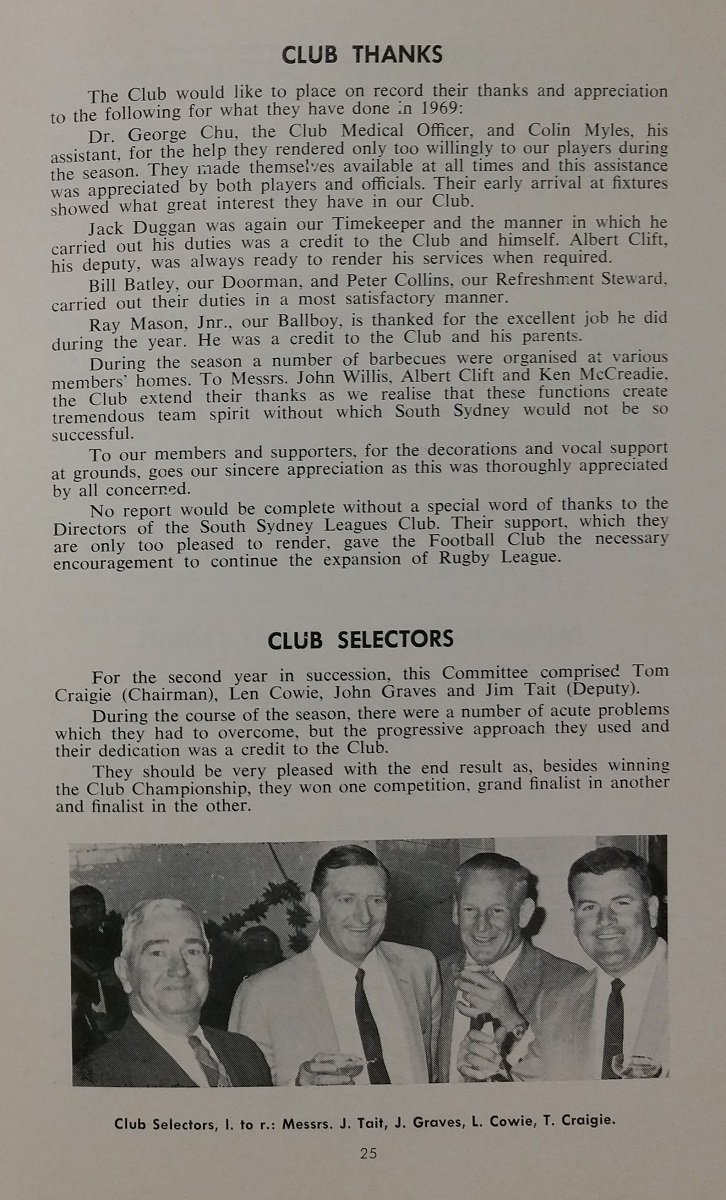 CLUB THANKS
The Club would like to place on record their thanks and appreciation
to the following for what they have done in 1969:
Dr. George Chu, the Club Medical Officer, and Colin Myles, his
assistant, for the help they rendered only too willingly to our players during
the season. They made themselves available at all times and this assistance
was appreciated by both players and officials. Their early arrival at fixtures
showed what great interest they have in our Club.
Jack Duggan was again our Timekeeper and the manner in which he
carried out his duties was a credit to the Club and himself. Albert Clift,
his deputy, was always ready to render his services when required.
Bill Batley, our Doorman, and Peter Collins, our Refreshment Steward,
carried out their duties in a most satisfactory manner.
Ray Mason, Jnr., our Ballboy, is thanked for the excellent job he did
during the year. He was a credit to the Club and his parents.
During the season a number of barbecues were organised at various
members' homes. To Messrs. John Willis, Albert Clift and Ken McCreadie,
the Club extend their thanks as we realise that these functions create
tremendous team spirit without which South Sydney would not be so
successful.
To our members and supporters, for the decorations and vocal support
at grounds, goes our sincere appreciation as this was thoroughly appreciated
by all concerned.
No report would be complete without a special word of thanks to the
Directors of the South Sydney Leagues Club. Their support, which they
are only too pleased to render, gave the Football Club the necessary
encouragement to continue the expansion of Rugby League.
CLUB SELECTORS
For the second year in succession, this Committee comprised Tom
Craigie (Chairman), Len Cowie, John Graves and Jim Tait (Deputy).
During the course of the season, there were a number of acute problems
which they had to overcome, but the progressive approach they used and
their dedication was a credit to the Club.
They should be very pleased with the end result as, besides winning
the Club Championship, they won one competition, grand finalist in another
and finalist in the other.
Club Selectors, l. to r.: Messrs. J. Tait, J. Graves, L. Cowie, T. Craigie.
25